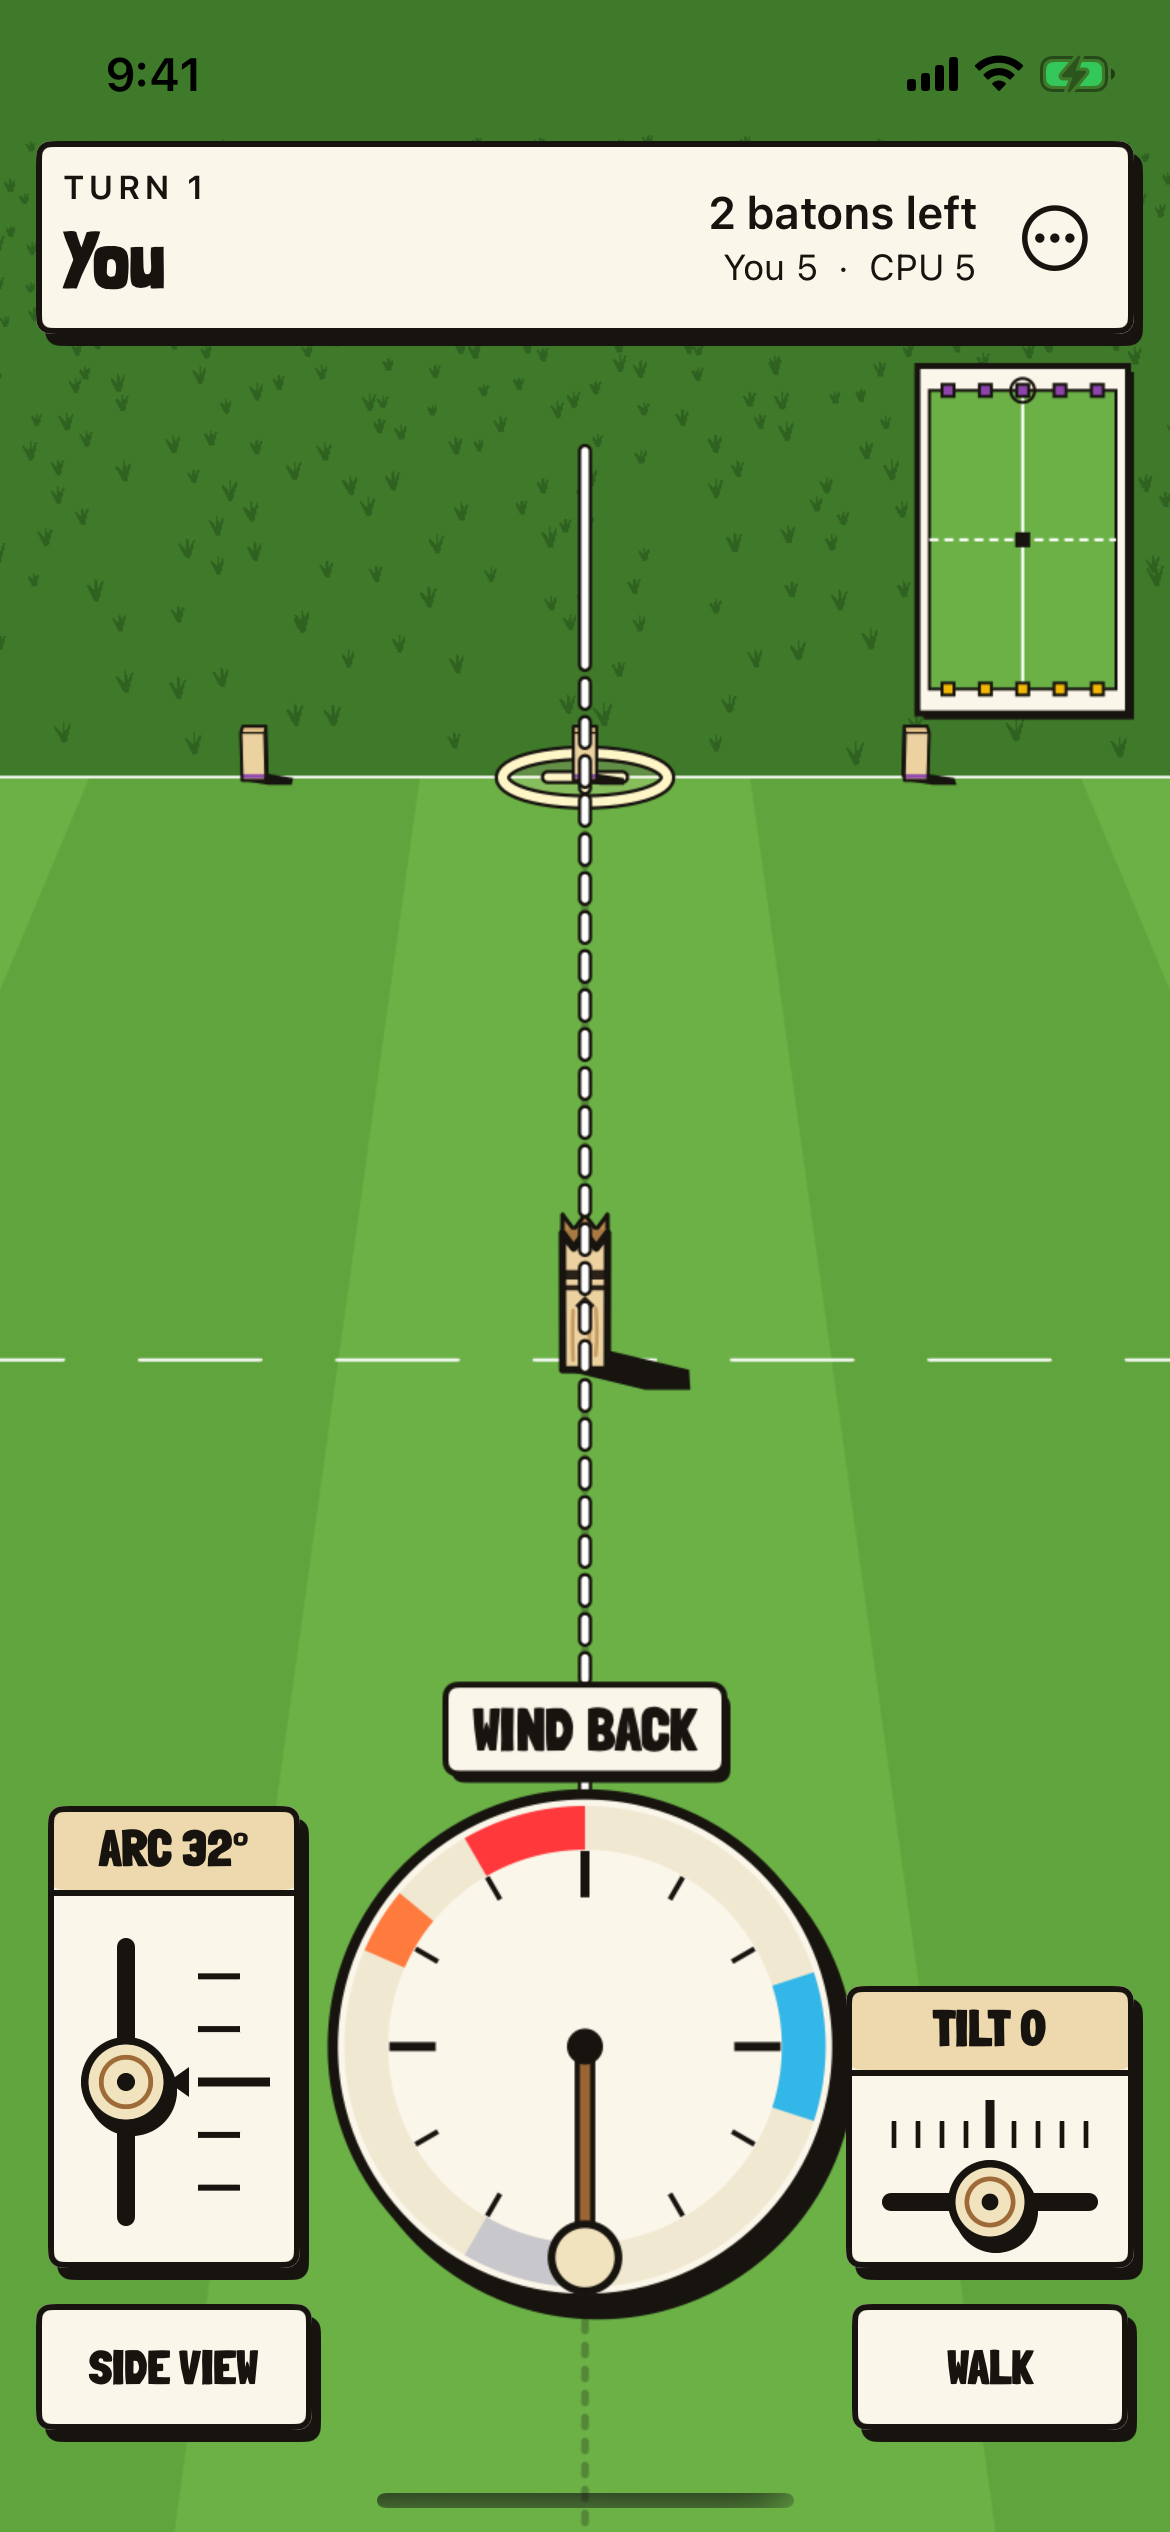 9:41
TURN 1
You
2 batons left
You 5 · CPU 5
WIND BACK
ARC 32°
TILT 0
SIDE VIEW
WALK